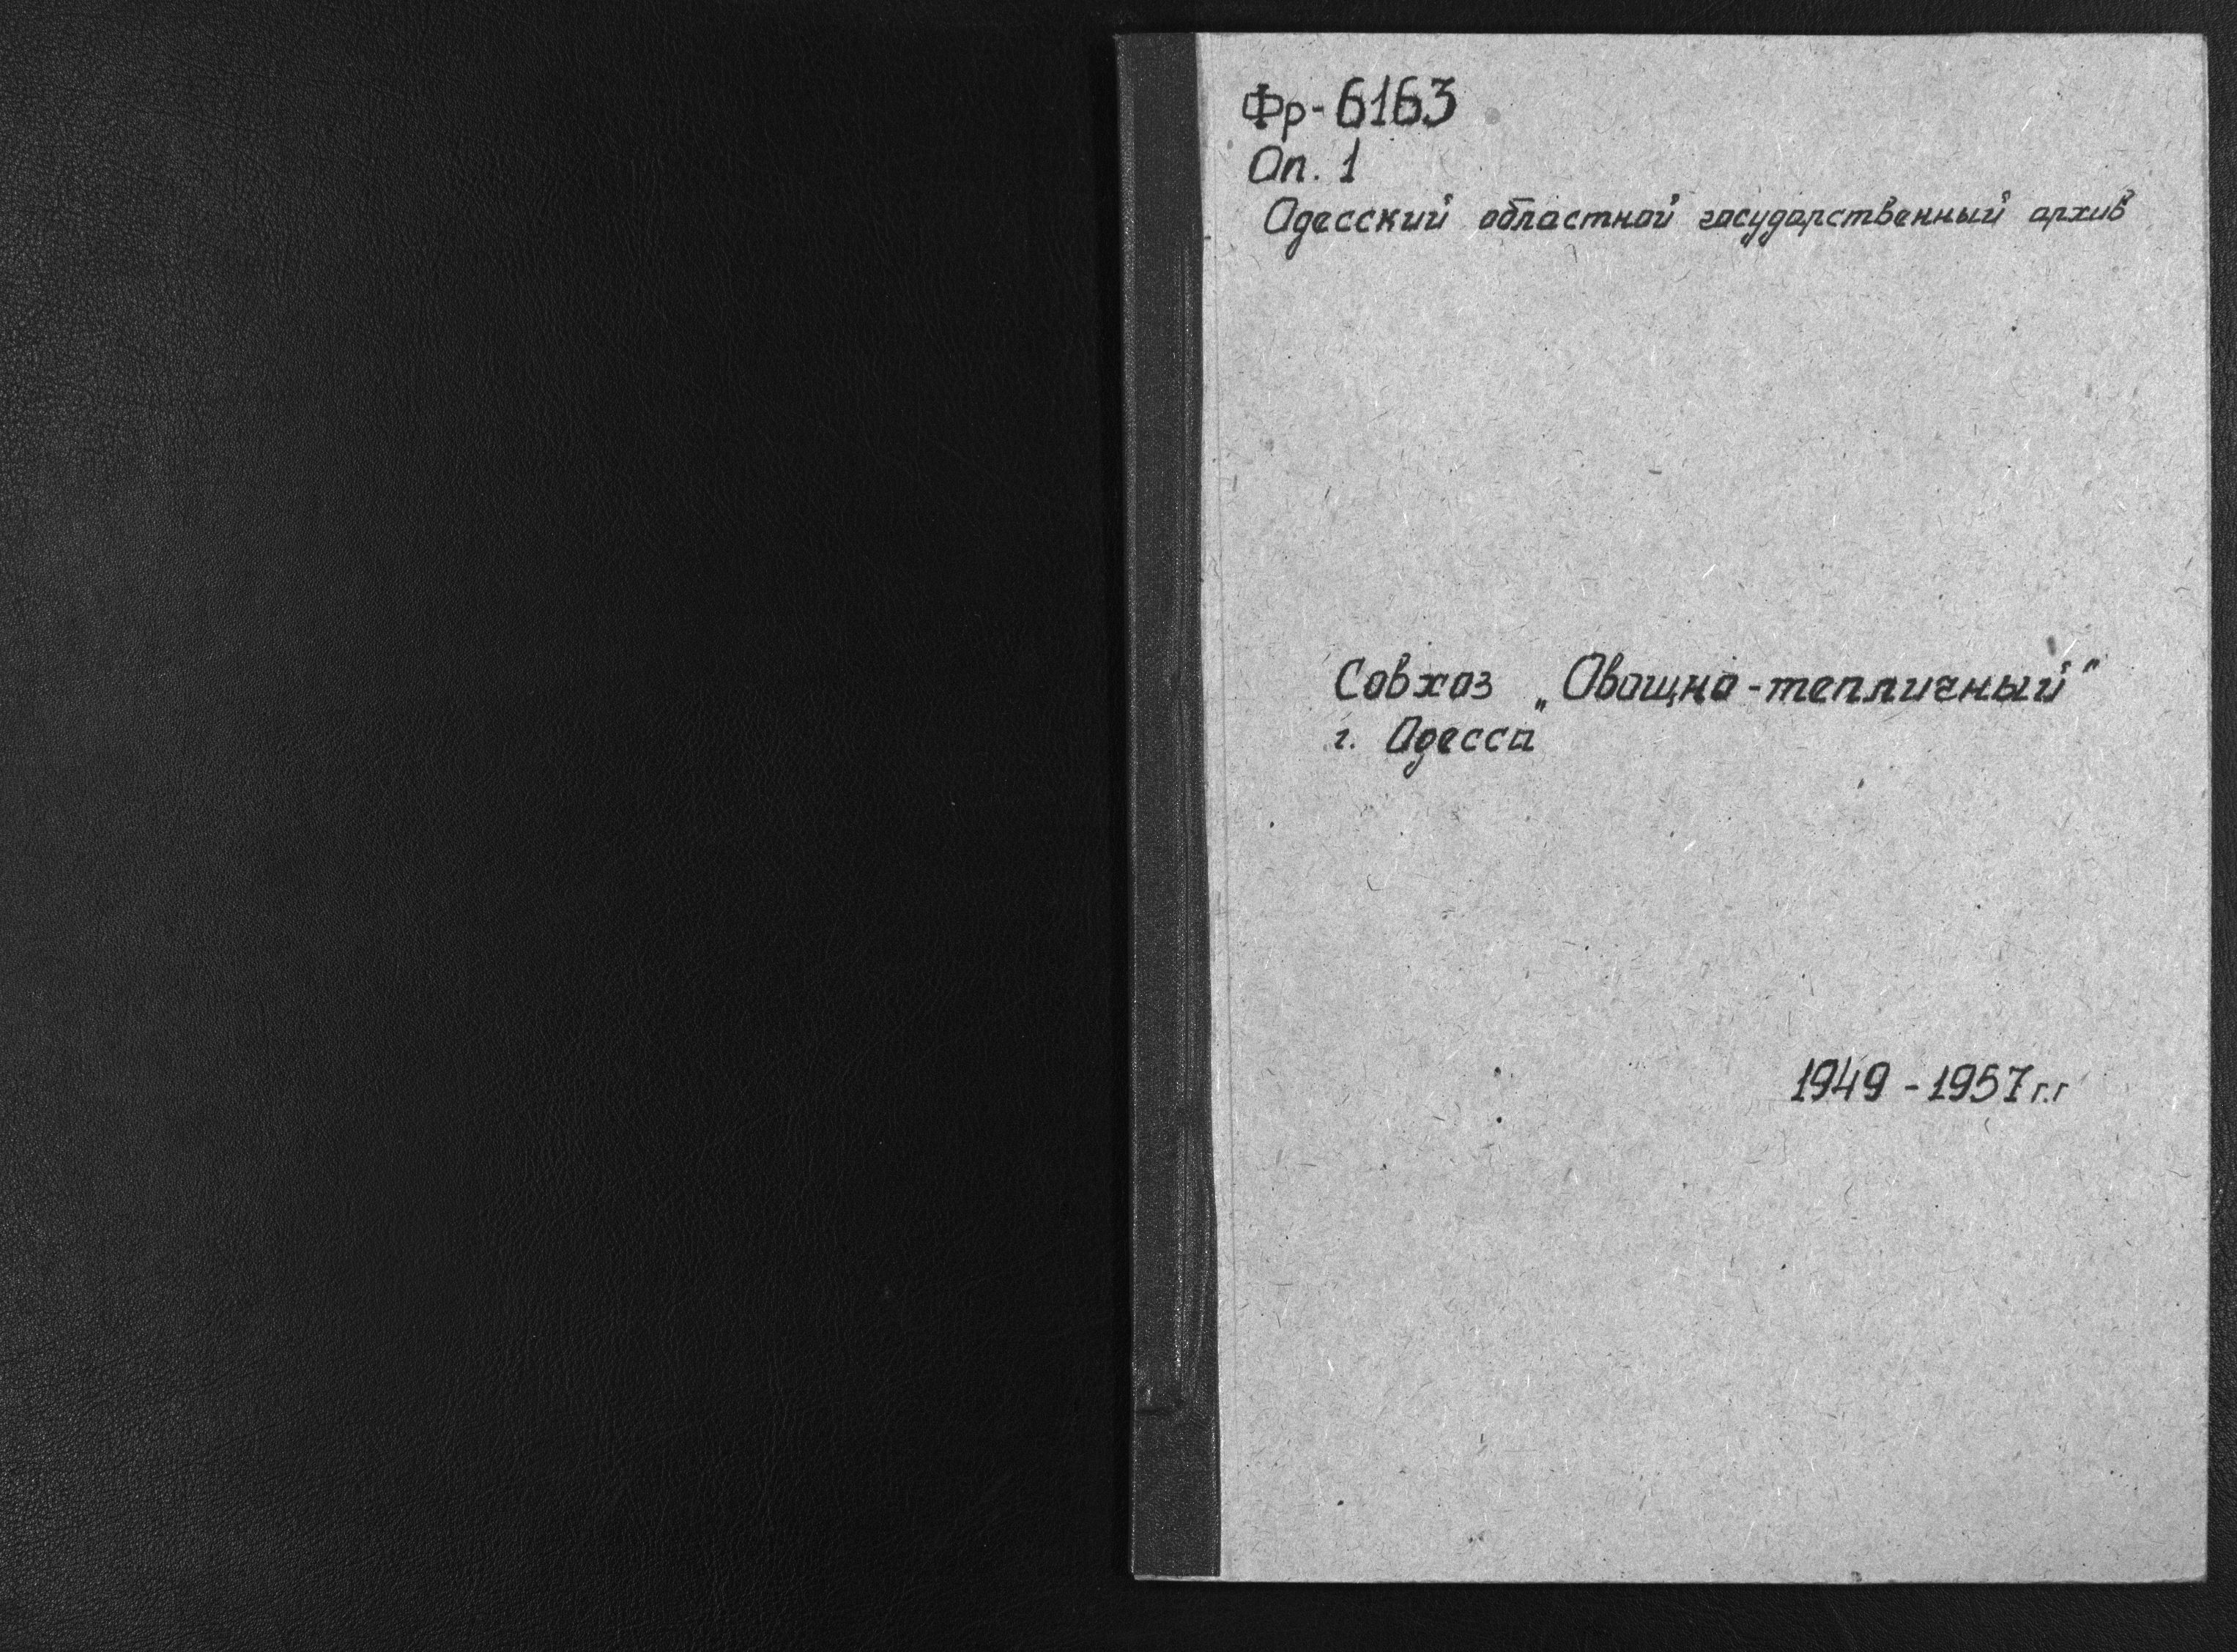 Фр-6163
Оп. 1
Одесский областной государственный архив
Совхоз „Овощно-тепличный"
г. Одесса
1949-1957 г.г